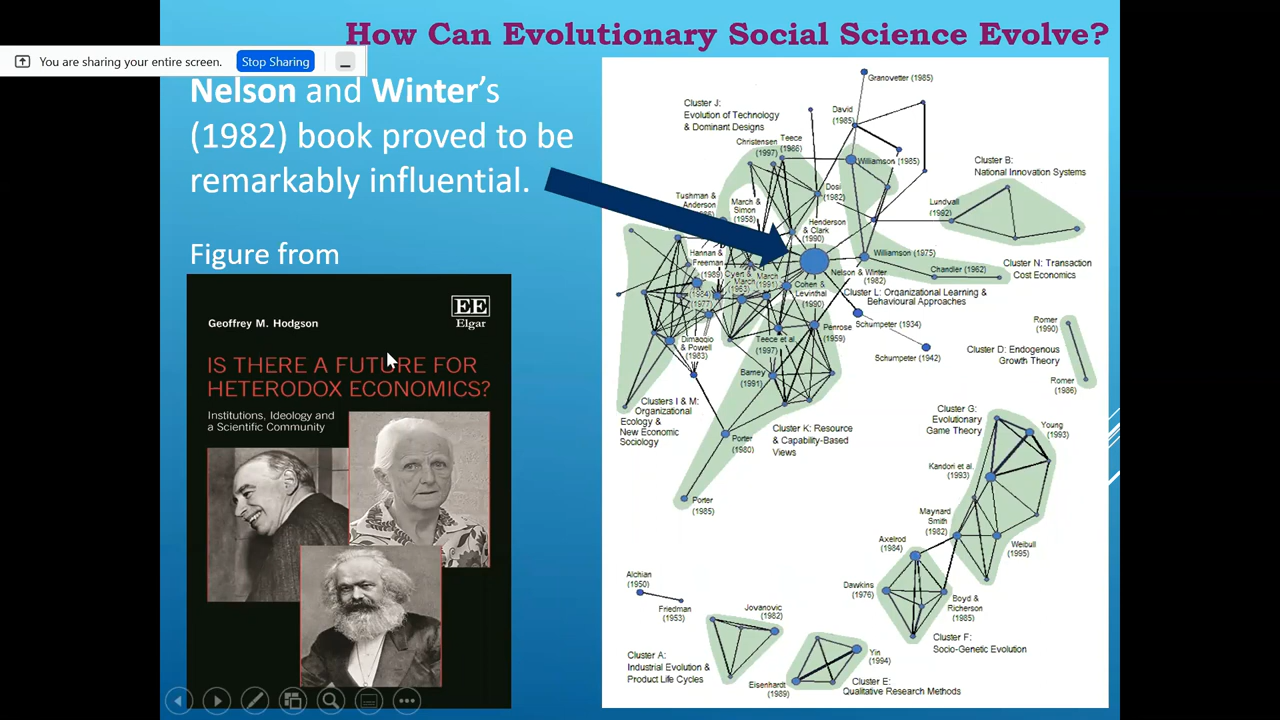 How Can Evolutionary Social Science Evolve?
You are sharing your entire screen.
Stop Sharing
Nelson and Winter's
(1982) book proved to be
remarkably influential.
Figure from
EE
Elgar
Geoffrey M. Hodgson
IS THERE A FUTURE FOR
HETERODOX ECONOMICS?
Institutions, Ideology and
a Scientific Community
Granovetter (1985)
Cluster J:
Evolution of Technology
& Dominant Designs
David
(1985)
Christensen
(1997)
Teece
(1986)
Williamson (1985)
Cluster B:
National Innovation Systems
Tushman &
Anderson
March &
Simon
(1958)
Dosi
(1982)
Lundvall
(1992)
Henderson
& Clark
(1990)
Hannan &
Freeman
(1989)
(1984)
(1977)
Cyert &
March
(1963)
March
(1991)
Williamson (1975)
Nelson & Winter
(1982)
Chandler (1962)
Cluster N: Transaction
Cost Economics
Cohen &
Levinthal
(1990)
Cluster L: Organizational Learning &
Behavioural Approaches
Schumpeter (1934)
Penrose
(1959)
Schumpeter (1942)
Romer
(1990)
Dimaggio
& Powell
(1983)
Teece et al.
(1997)
Cluster D: Endogenous
Growth Theory
Barney
(1991)
Romer
(1986)
Clusters I & M:
Organizational
Ecology &
New Economic
Sociology
Cluster K: Resource
& Capability-Based
Views
Porter
(1980)
Porter
(1985)
Cluster G:
Evolutionary
Game Theory
Young
(1993)
Kandori et al.
(1993)
Maynard
Smith
(1982)
Weibull
(1995)
Axelrod
(1984)
Dawkins
(1976)
Boyd &
Richerson
(1985)
Cluster F:
Socio-Genetic Evolution
Alchian
(1950)
Friedman
(1953)
Jovanovic
(1982)
Cluster A:
Industrial Evolution &
Product Life Cycles
Yin
(1994)
Eisenhardt
(1989)
Cluster E:
Qualitative Research Methods